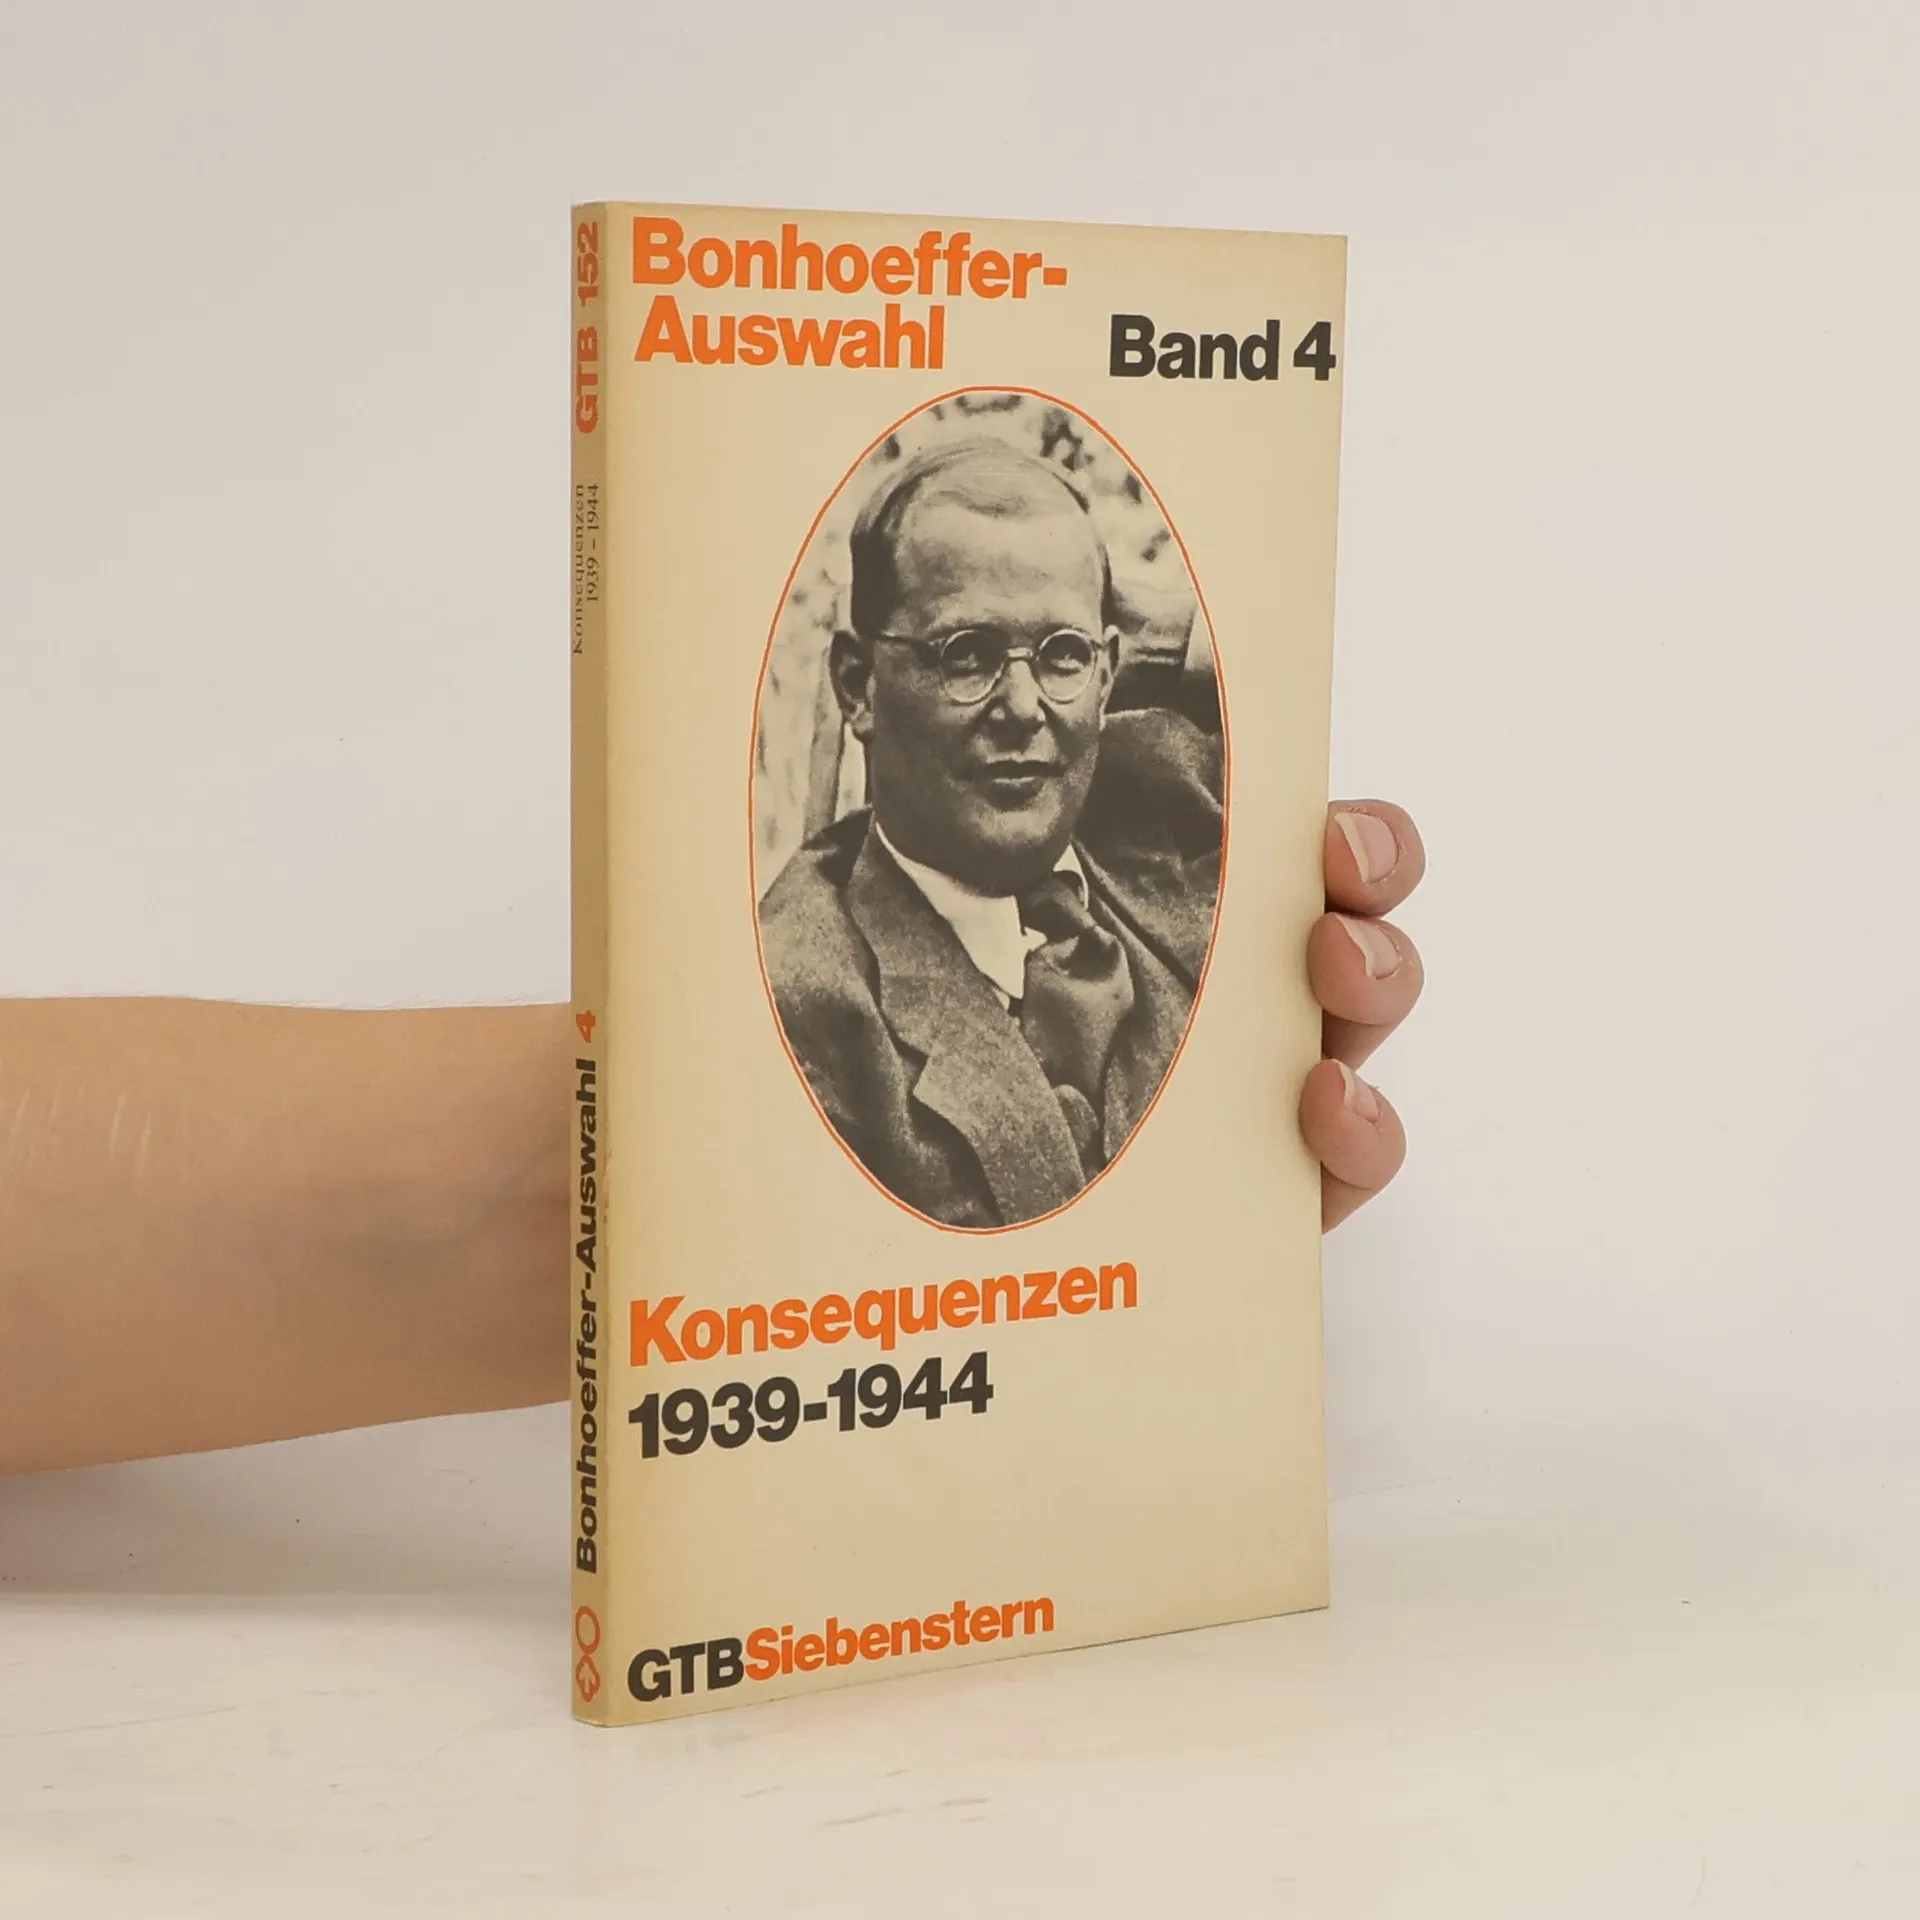 Bonhoeffer-
Auswahl
Band 4
Konsequenzen
1939-1944
GTBSiebenstern
Bonhoeffer-Auswahl 4
Konsequenzen
1939 – 1944
GTB 152